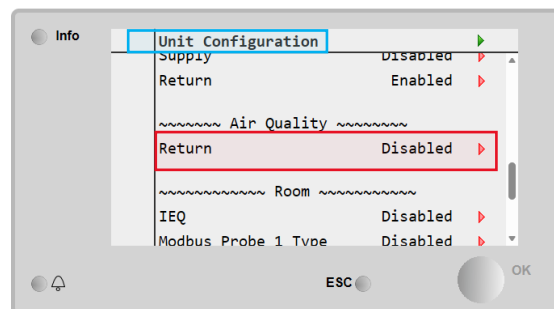 Info
Unit Configuration
Supply Disabled
Return Enabled
~~~~~~~ Air Quality ~~~~~~~~
Return Disabled
~~~~~~~~~~~~ Room ~~~~~~~~~~~
IEQ Disabled
Modbus Probe 1 Type Disabled
ESC
OK